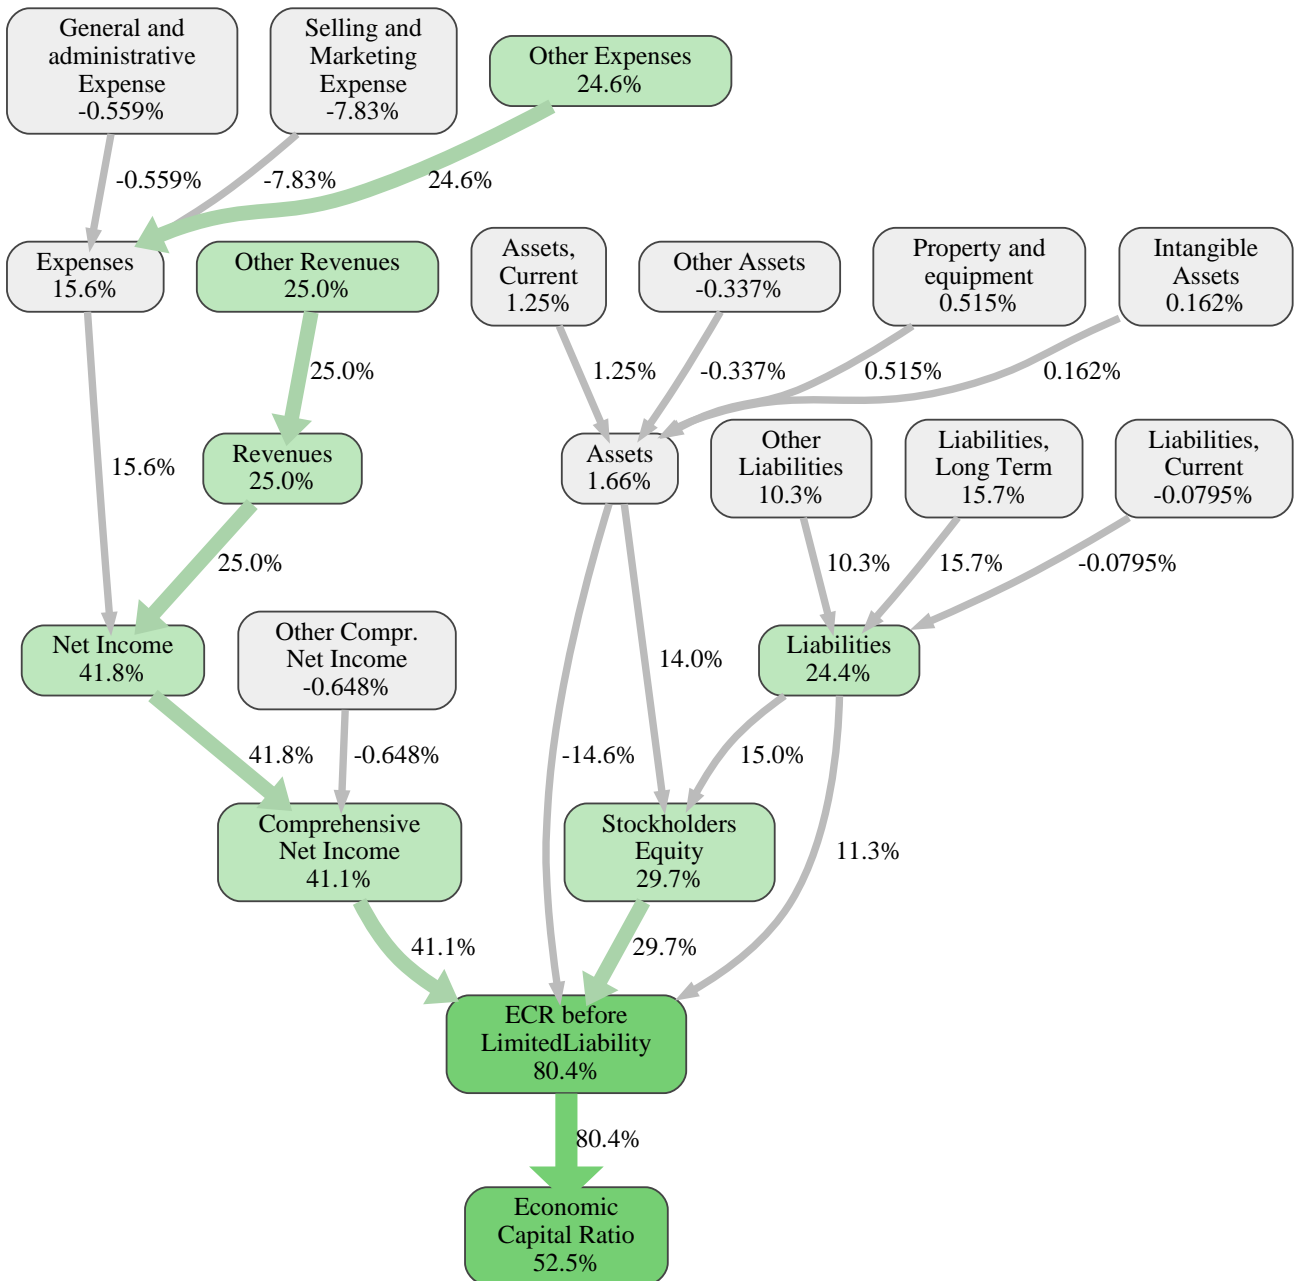 General and
administrative
Expense
-0.559%
Selling and
Marketing
Expense
-7.83%
Other Expenses
24.6%
-0.559%
-7.83%
24.6%
Expenses
15.6%
Other Revenues
25.0%
Assets,
Current
1.25%
Other Assets
-0.337%
Property and
equipment
0.515%
Intangible
Assets
0.162%
25.0%
1.25%
-0.337%
0.515%
0.162%
15.6%
Revenues
25.0%
Assets
1.66%
Other
Liabilities
10.3%
Liabilities,
Long Term
15.7%
Liabilities,
Current
-0.0795%
25.0%
10.3%
15.7%
-0.0795%
Net Income
41.8%
Other Compr.
Net Income
-0.648%
14.0%
Liabilities
24.4%
41.8%
-0.648%
-14.6%
15.0%
Comprehensive
Net Income
41.1%
Stockholders
Equity
29.7%
11.3%
41.1%
29.7%
ECR before
LimitedLiability
80.4%
80.4%
Economic
Capital Ratio
52.5%